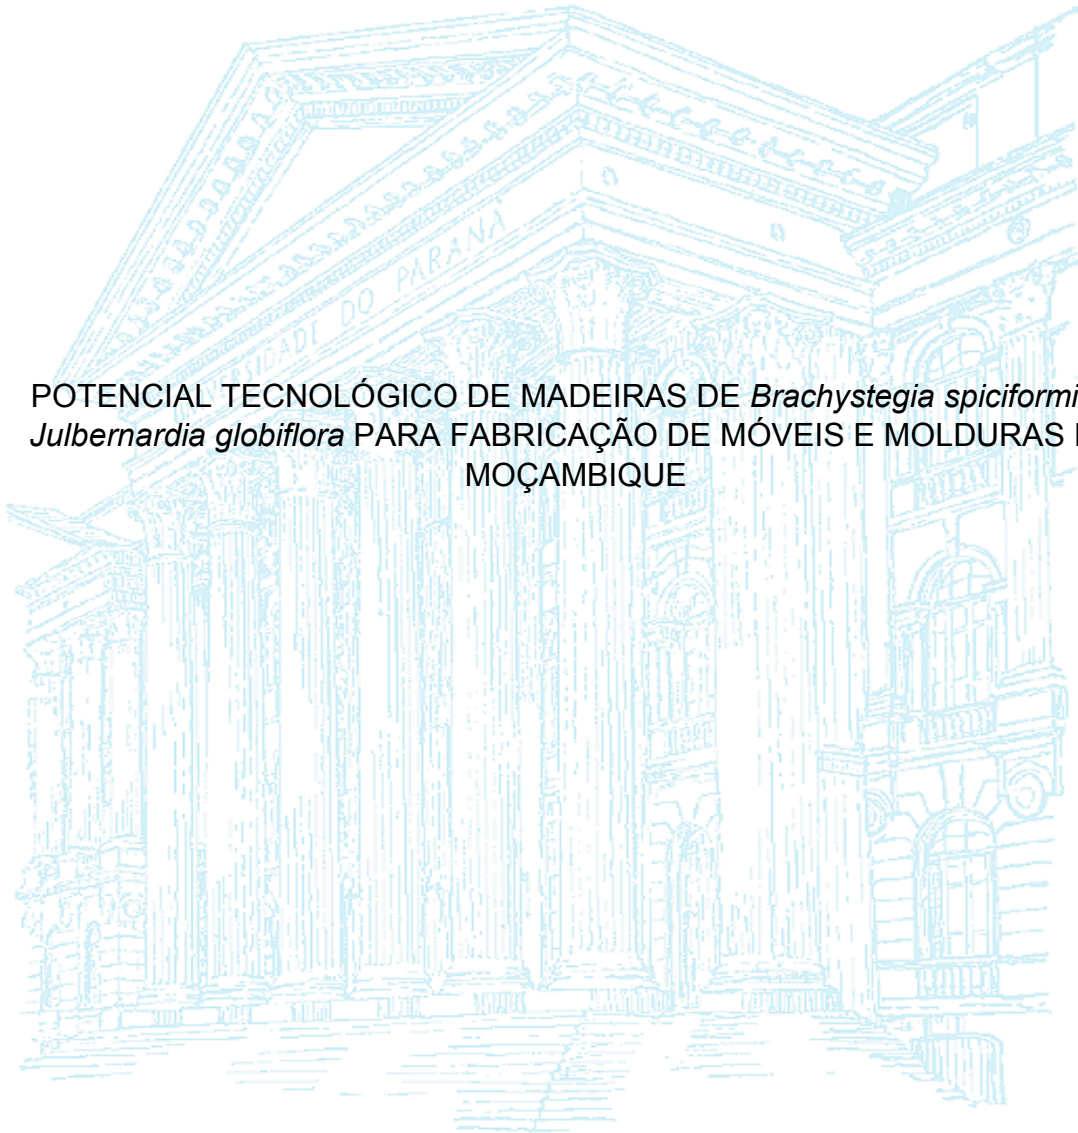 DO PARANÁ
POTENCIAL TECNOLÓGICO DE MADEIRAS DE Brachystegia spiciformi
Julbernardia globiflora PARA FABRICAÇÃO DE MÓVEIS E MOLDURAS
MOÇAMBIQUE